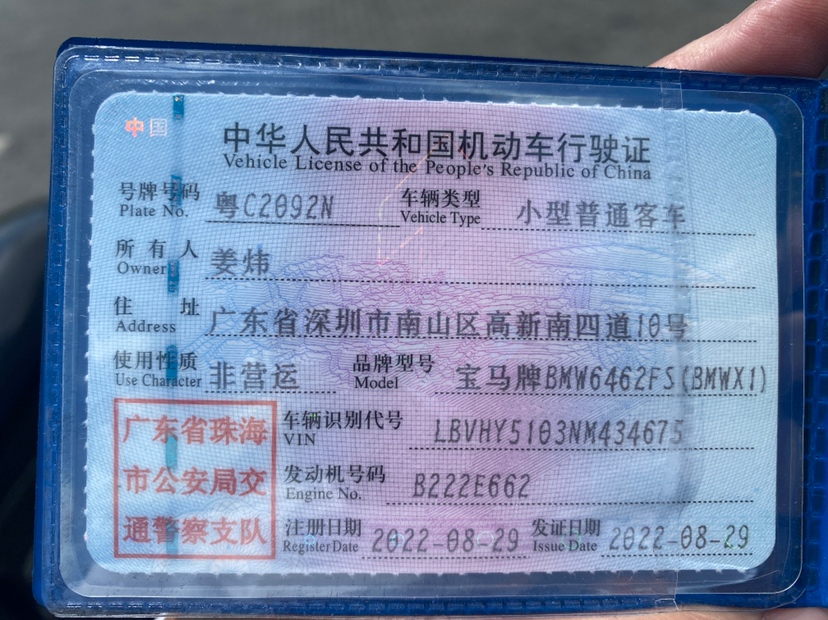 中国
中华人民共和国机动车行驶证
Vehicle License of the People's Republic of China
号牌号码 粤C2092N 车辆类型 小型普通客车
Plate No. Vehicle Type
所有人 姜炜
Owner
住址 广东省深圳市南山区高新南四道10号
Address
使用性质 非营运 品牌型号 宝马牌BMW6462FS(BMWX1)
Use Character Model
广东省珠海 车辆识别代号 LBVHY5103NM434675
VIN
市公安局交 发动机号码 B222E662
Engine No.
通警察支队 注册日期 2022-08-29 发证日期 2022-08-29
Register Date Issue Date